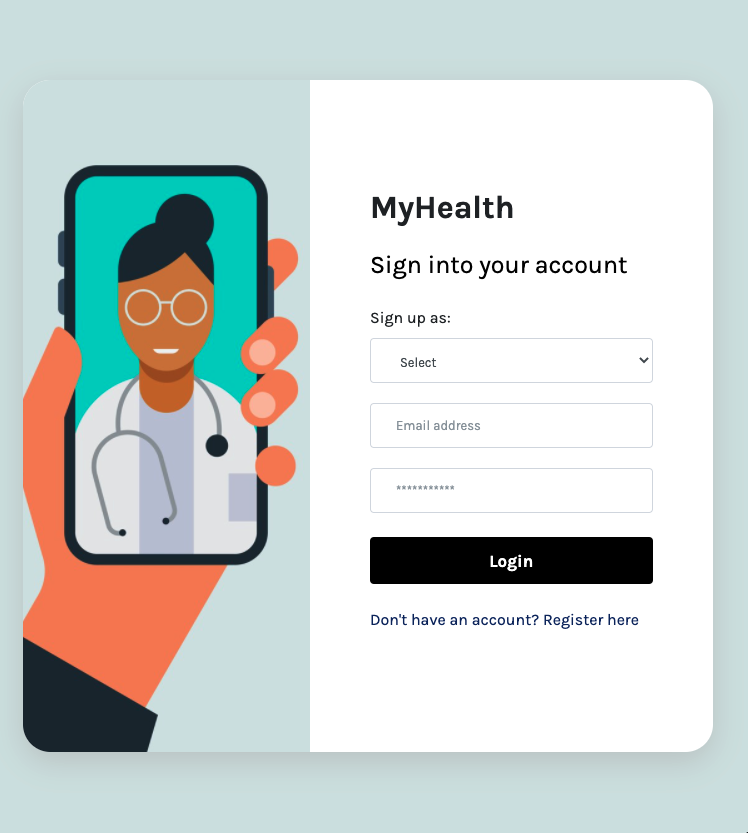 MyHealth
Sign into your account
Sign up as:
Select
Email address
***********
Login
Don't have an account? Register here